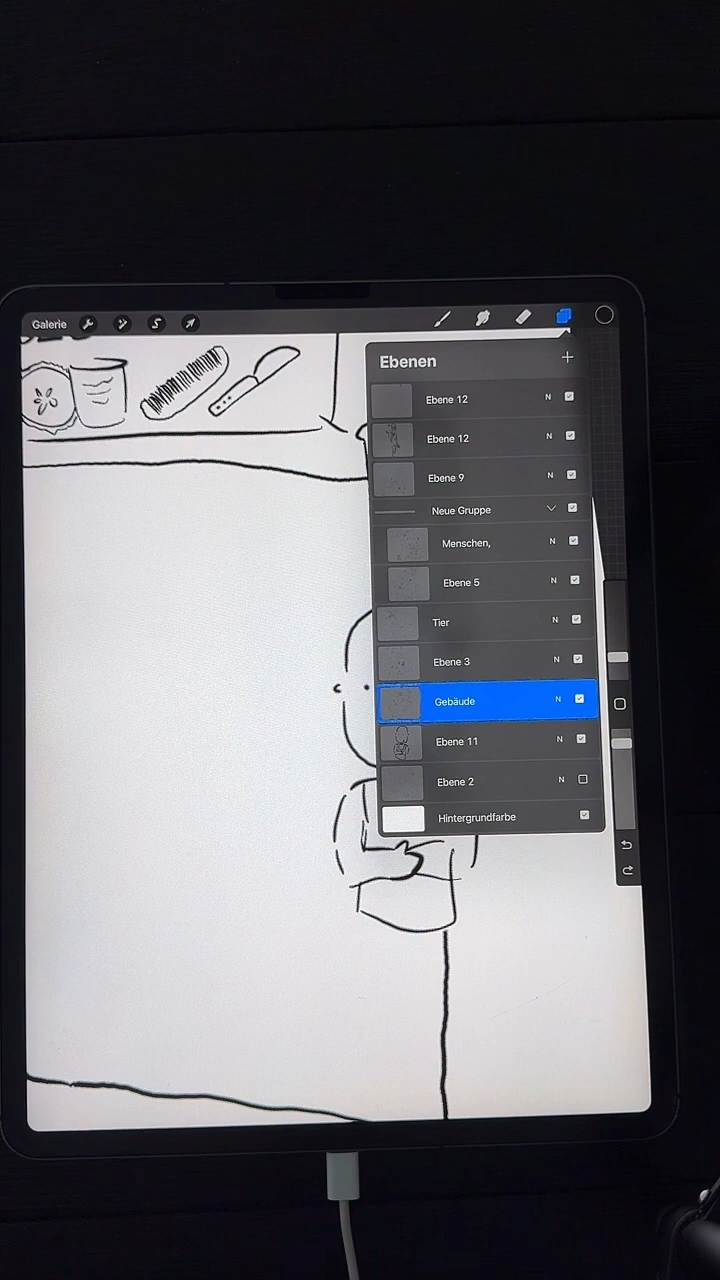 Galerie
Ebenen
Ebene 12 N
Ebene 12 N
Ebene 9 N
Neue Gruppe
Menschen, N
Ebene 5 N
Tier N
Ebene 3 N
Gebäude N
Ebene 11 N
Ebene 2 N
Hintergrundfarbe